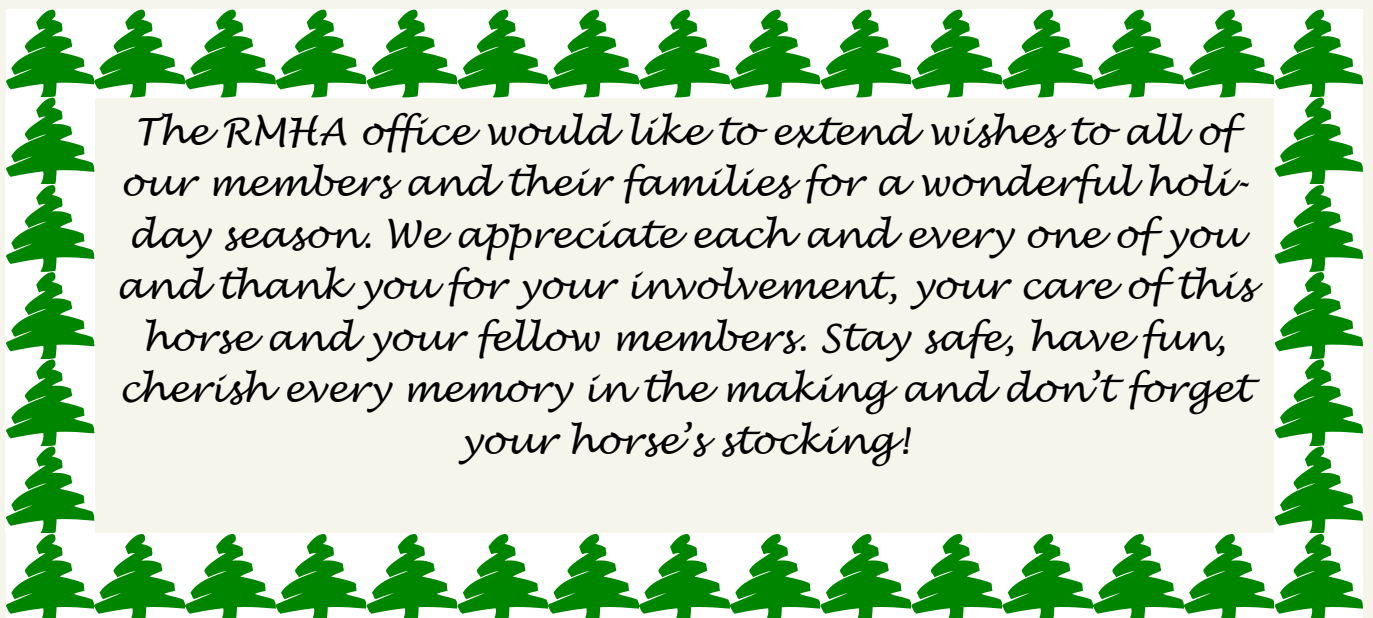 The RMHA office would like to extend wishes to all of
our members and their families for a wonderful holi-
day season. We appreciate each and every one of you
and thank you for your involvement, your care of this
horse and your fellow members. Stay safe, have fun,
cherish every memory in the making and don’t forget
your horse’s stocking!